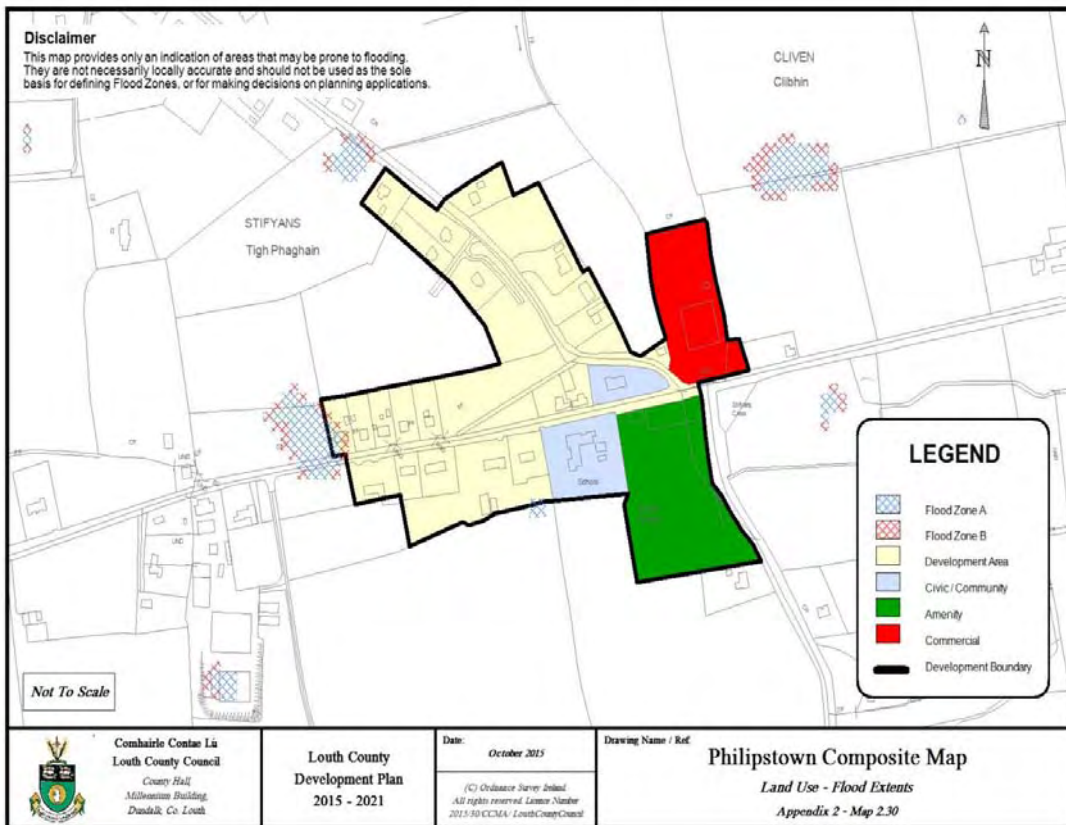 Disclaimer
This map provides only an indication of areas that may be prone to flooding.
They are not necessarily locally accurate and should not be used as the sole
basis for defining Flood Zones, or for making decisions on planning applications.
CLIVEN
Clibhin
N
STIFYANS
Tigh Phaghain
School
LEGEND
Flood Zone A
Flood Zone B
Development Area
Civic / Community
Amenity
Commercial
Development Boundary
Not To Scale
Comhairle Contae Lú
Louth County Council
County Hall,
Millennium Building,
Dundalk, Co. Louth
Louth County
Development Plan
2015 - 2021
Date:
October 2015
(C) Ordnance Survey Ireland
All rights reserved. Licence Number
2015/30/CCMA/ LouthCountyCouncil
Drawing Name / Ref:
Philipstown Composite Map
Land Use - Flood Extents
Appendix 2 - Map 2.30